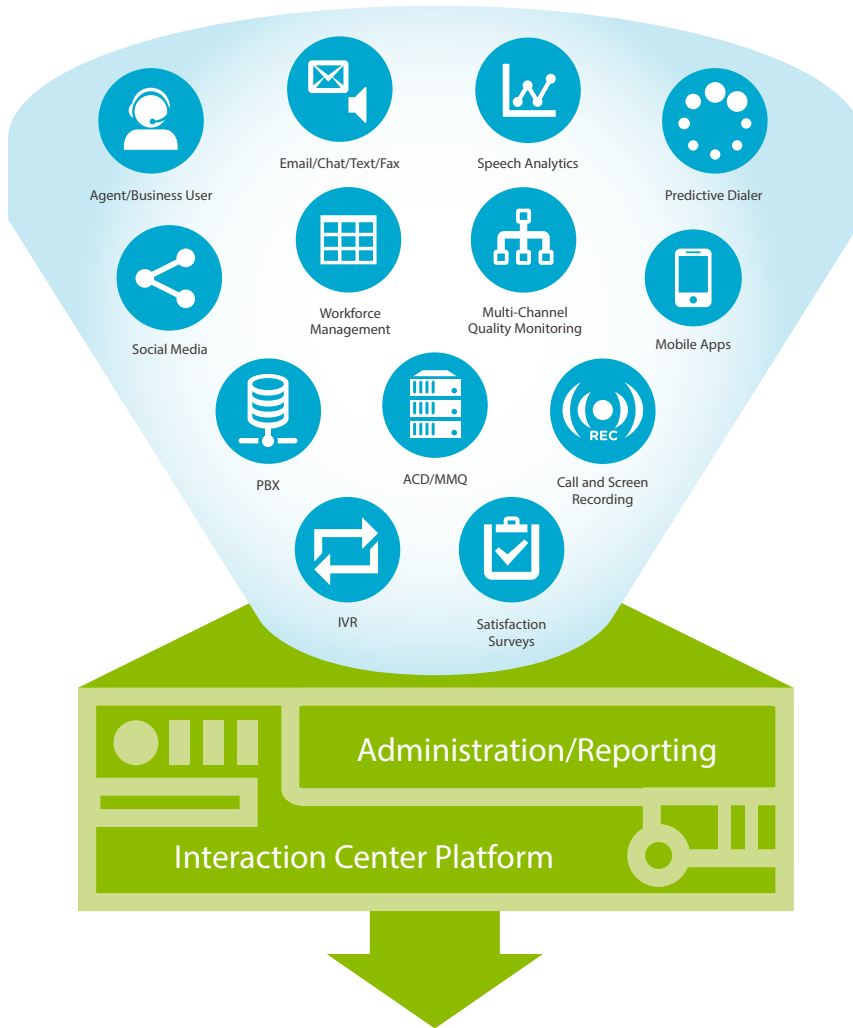 Agent/Business User
Email/Chat/Text/Fax
Speech Analytics
Predictive Dialer
Social Media
Workforce
Management
Multi-Channel
Quality Monitoring
Mobile Apps
PBX
ACD/MMQ
REC
Call and Screen
Recording
IVR
Satisfaction
Surveys
Administration/Reporting
Interaction Center Platform